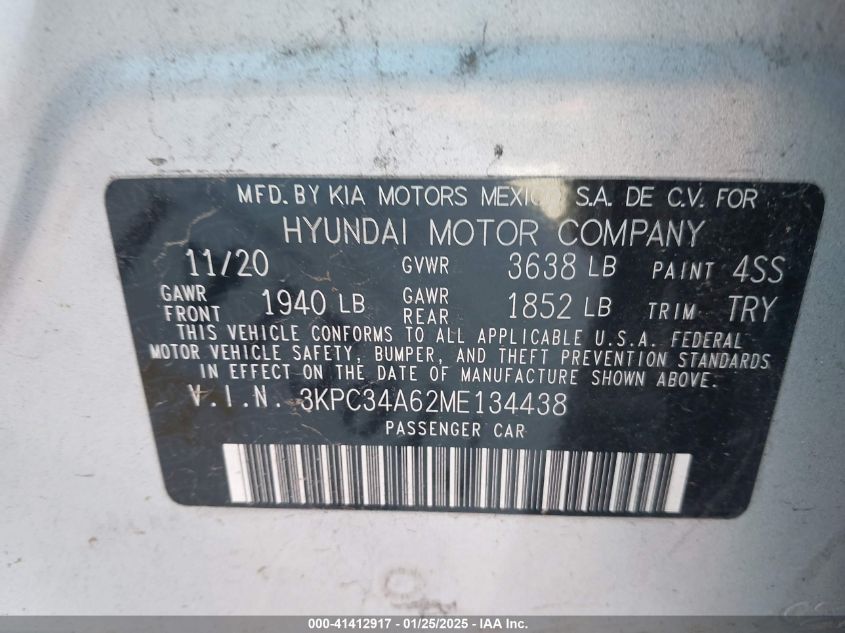 MFD. BY KIA MOTORS MEXICO S.A. DE C.V. FOR
HYUNDAI MOTOR COMPANY
11/20 GVWR 3638 LB PAINT 4SS
GAWR FRONT 1940 LB GAWR REAR 1852 LB TRIM TRY
THIS VEHICLE CONFORMS TO ALL APPLICABLE U.S.A. FEDERAL
MOTOR VEHICLE SAFETY, BUMPER, AND THEFT PREVENTION STANDARDS
IN EFFECT ON THE DATE OF MANUFACTURE SHOWN ABOVE.
V.I.N. 3KPC34A62ME134438
PASSENGER CAR
000-41412917 - 01/25/2025 - IAAI.COM